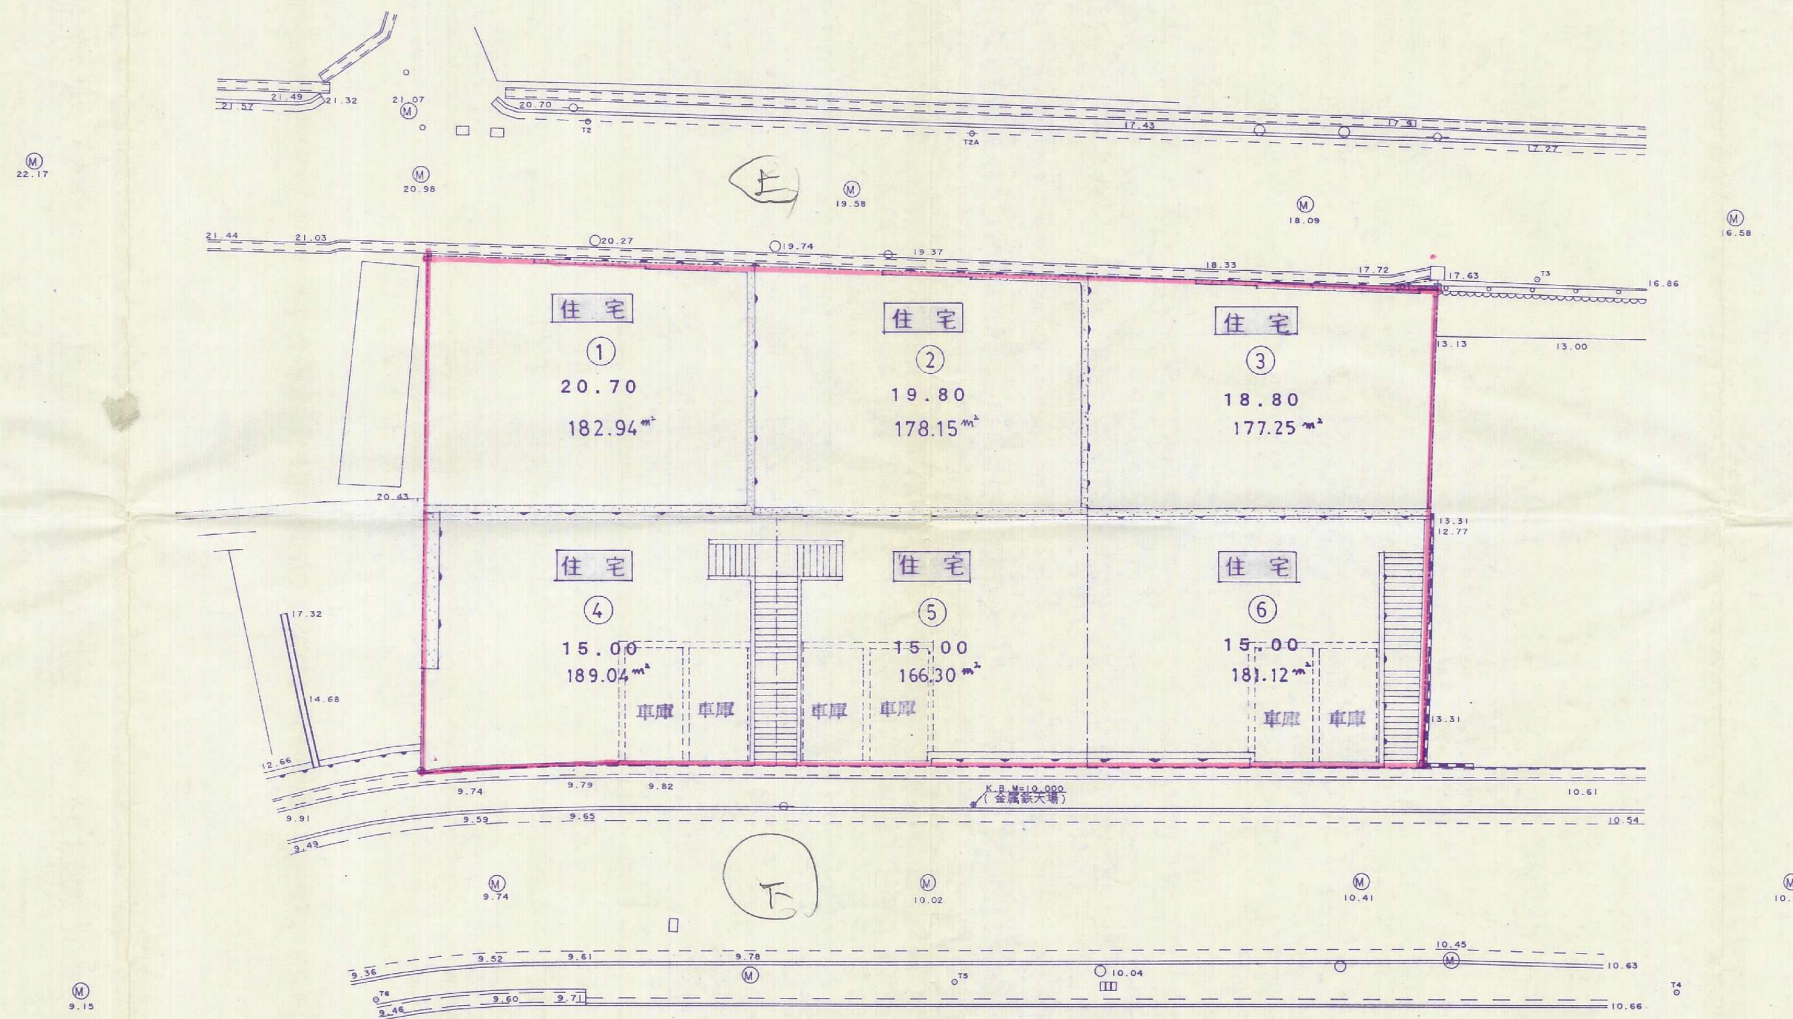 21.52 21.49 21.32 21.07
M
20.70
T2
T2A
17.43
17.27
M
22.17
M
20.98
上
M
19.58
M
18.09
M
16.58
21.44 21.03 20.27 19.74 19.37 18.33 17.72 17.63 T3 16.86
住宅 住宅 住宅
① ② ③
20.70 19.80 18.80
182.94m² 178.15m² 177.25m²
13.13 13.00
20.43
13.31
12.77
住宅 住宅 住宅
④ ⑤ ⑥
15.00 15.00 15.00
189.04m² 166.30m² 181.12m²
車庫 車庫 車庫 車庫 車庫 車庫
17.32
14.68
13.31
12.66
9.74 9.79 9.82
K.B.M=10.000
(金属鋲天場)
10.61
9.91 9.59 9.65 10.54
9.49
下
M
9.74
M
10.02
M
10.41
M
9.36 9.52 9.61 9.78 10.45
M
10.04
M
10.63
T5
T4
M
9.15
T6
9.46 9.60 9.71 10.66